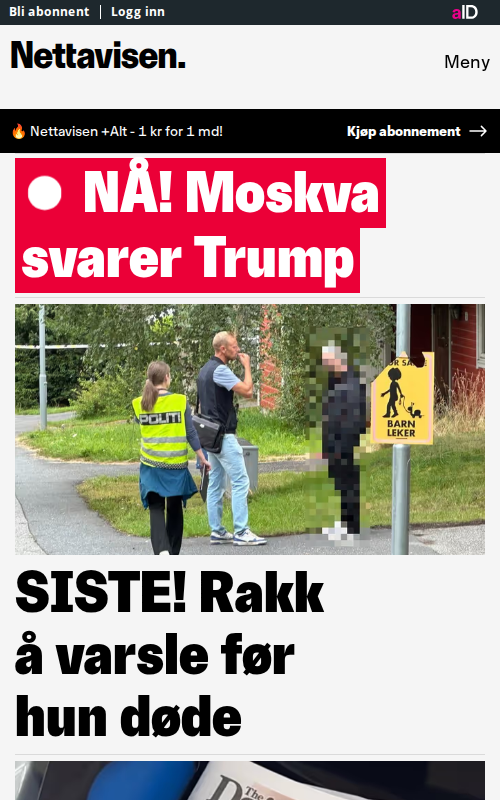 Bli abonnent | Logg inn
aID
Nettavisen.
Meny
Nettavisen +Alt - 1 kr for 1 md!
Kjøp abonnement
NÅ! Moskva
svarer Trump
POLITI
BARN
LEKER
SISTE! Rakk
å varsle før
hun døde
The